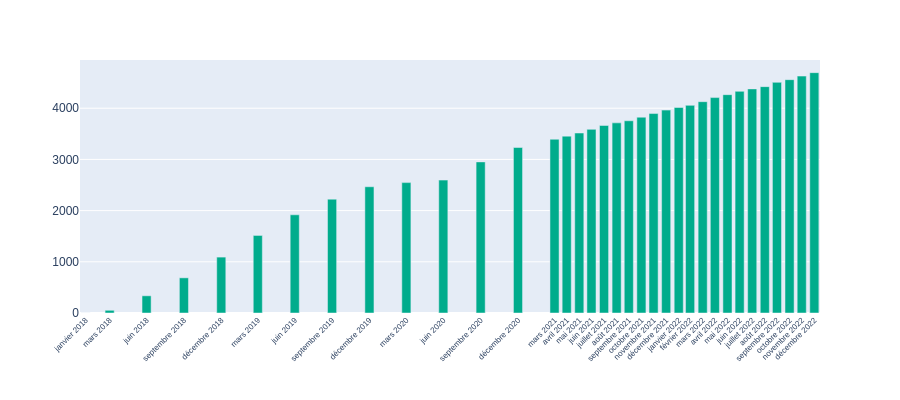 4000
3000
2000
1000
0
janvier 2018
mars 2018
juin 2018
septembre 2018
décembre 2018
mars 2019
juin 2019
septembre 2019
décembre 2019
mars 2020
juin 2020
septembre 2020
décembre 2020
mars 2021
avril 2021
mai 2021
juin 2021
juillet 2021
août 2021
septembre 2021
octobre 2021
novembre 2021
décembre 2021
janvier 2022
février 2022
mars 2022
avril 2022
mai 2022
juin 2022
juillet 2022
août 2022
septembre 2022
octobre 2022
novembre 2022
décembre 2022